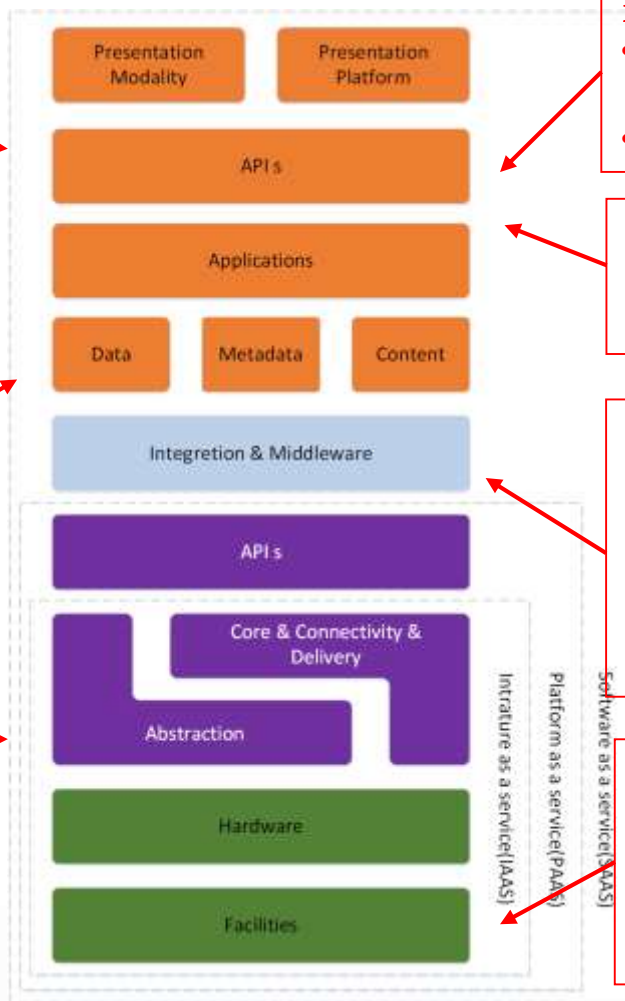 Presentation
Modality
Presentation
Platform
API s
Applications
Data
Metadata
Content
Integretion & Middleware
API s
Core & Connectivity &
Delivery
Abstraction
Hardware
Facilities
Intrature as a service(IAAS)
Platform as a service(PAAS)
Software as a service(SAAS)